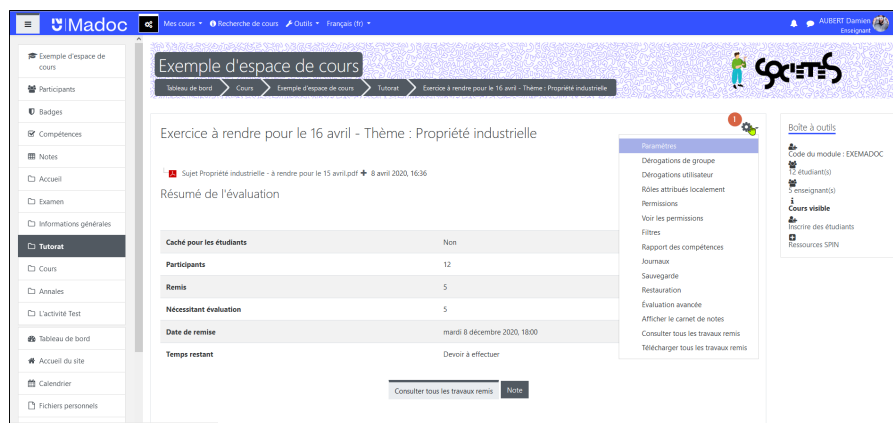 Madoc
Mes cours
Recherche de cours
Outils
Français (fr)
AUBERT Damien
Enseignant
Exemple d'espace de
cours
Participants
Badges
Compétences
Notes
Accueil
Examen
Informations générales
Tutorat
Cours
Annales
L'activité Test
Tableau de bord
Accueil du site
Calendrier
Fichiers personnels
Exemple d'espace de cours
Tableau de bord
Cours
Exemple d'espace de cours
Tutorat
Exercice à rendre pour le 16 avril - Thème : Propriété industrielle
SOCIETES
Exercice à rendre pour le 16 avril - Thème : Propriété industrielle
Sujet Propriété industrielle - à rendre pour le 15 avril.pdf 8 avril 2020, 16:36
Résumé de l'évaluation
Caché pour les étudiants Non
Participants 12
Remis 5
Nécessitant évaluation 5
Date de remise mardi 8 décembre 2020, 18:00
Temps restant Devoir à effectuer
Consulter tous les travaux remis
Note
1
Paramètres
Dérogations de groupe
Dérogations utilisateur
Rôles attribués localement
Permissions
Voir les permissions
Filtres
Rapport des compétences
Journaux
Sauvegarde
Restauration
Évaluation avancée
Afficher le carnet de notes
Consulter tous les travaux remis
Télécharger tous les travaux remis
Boîte à outils
Code du module : EXEMADOC
12 étudiant(s)
5 enseignant(s)
Cours visible
Inscrire des étudiants
Ressources SPIN